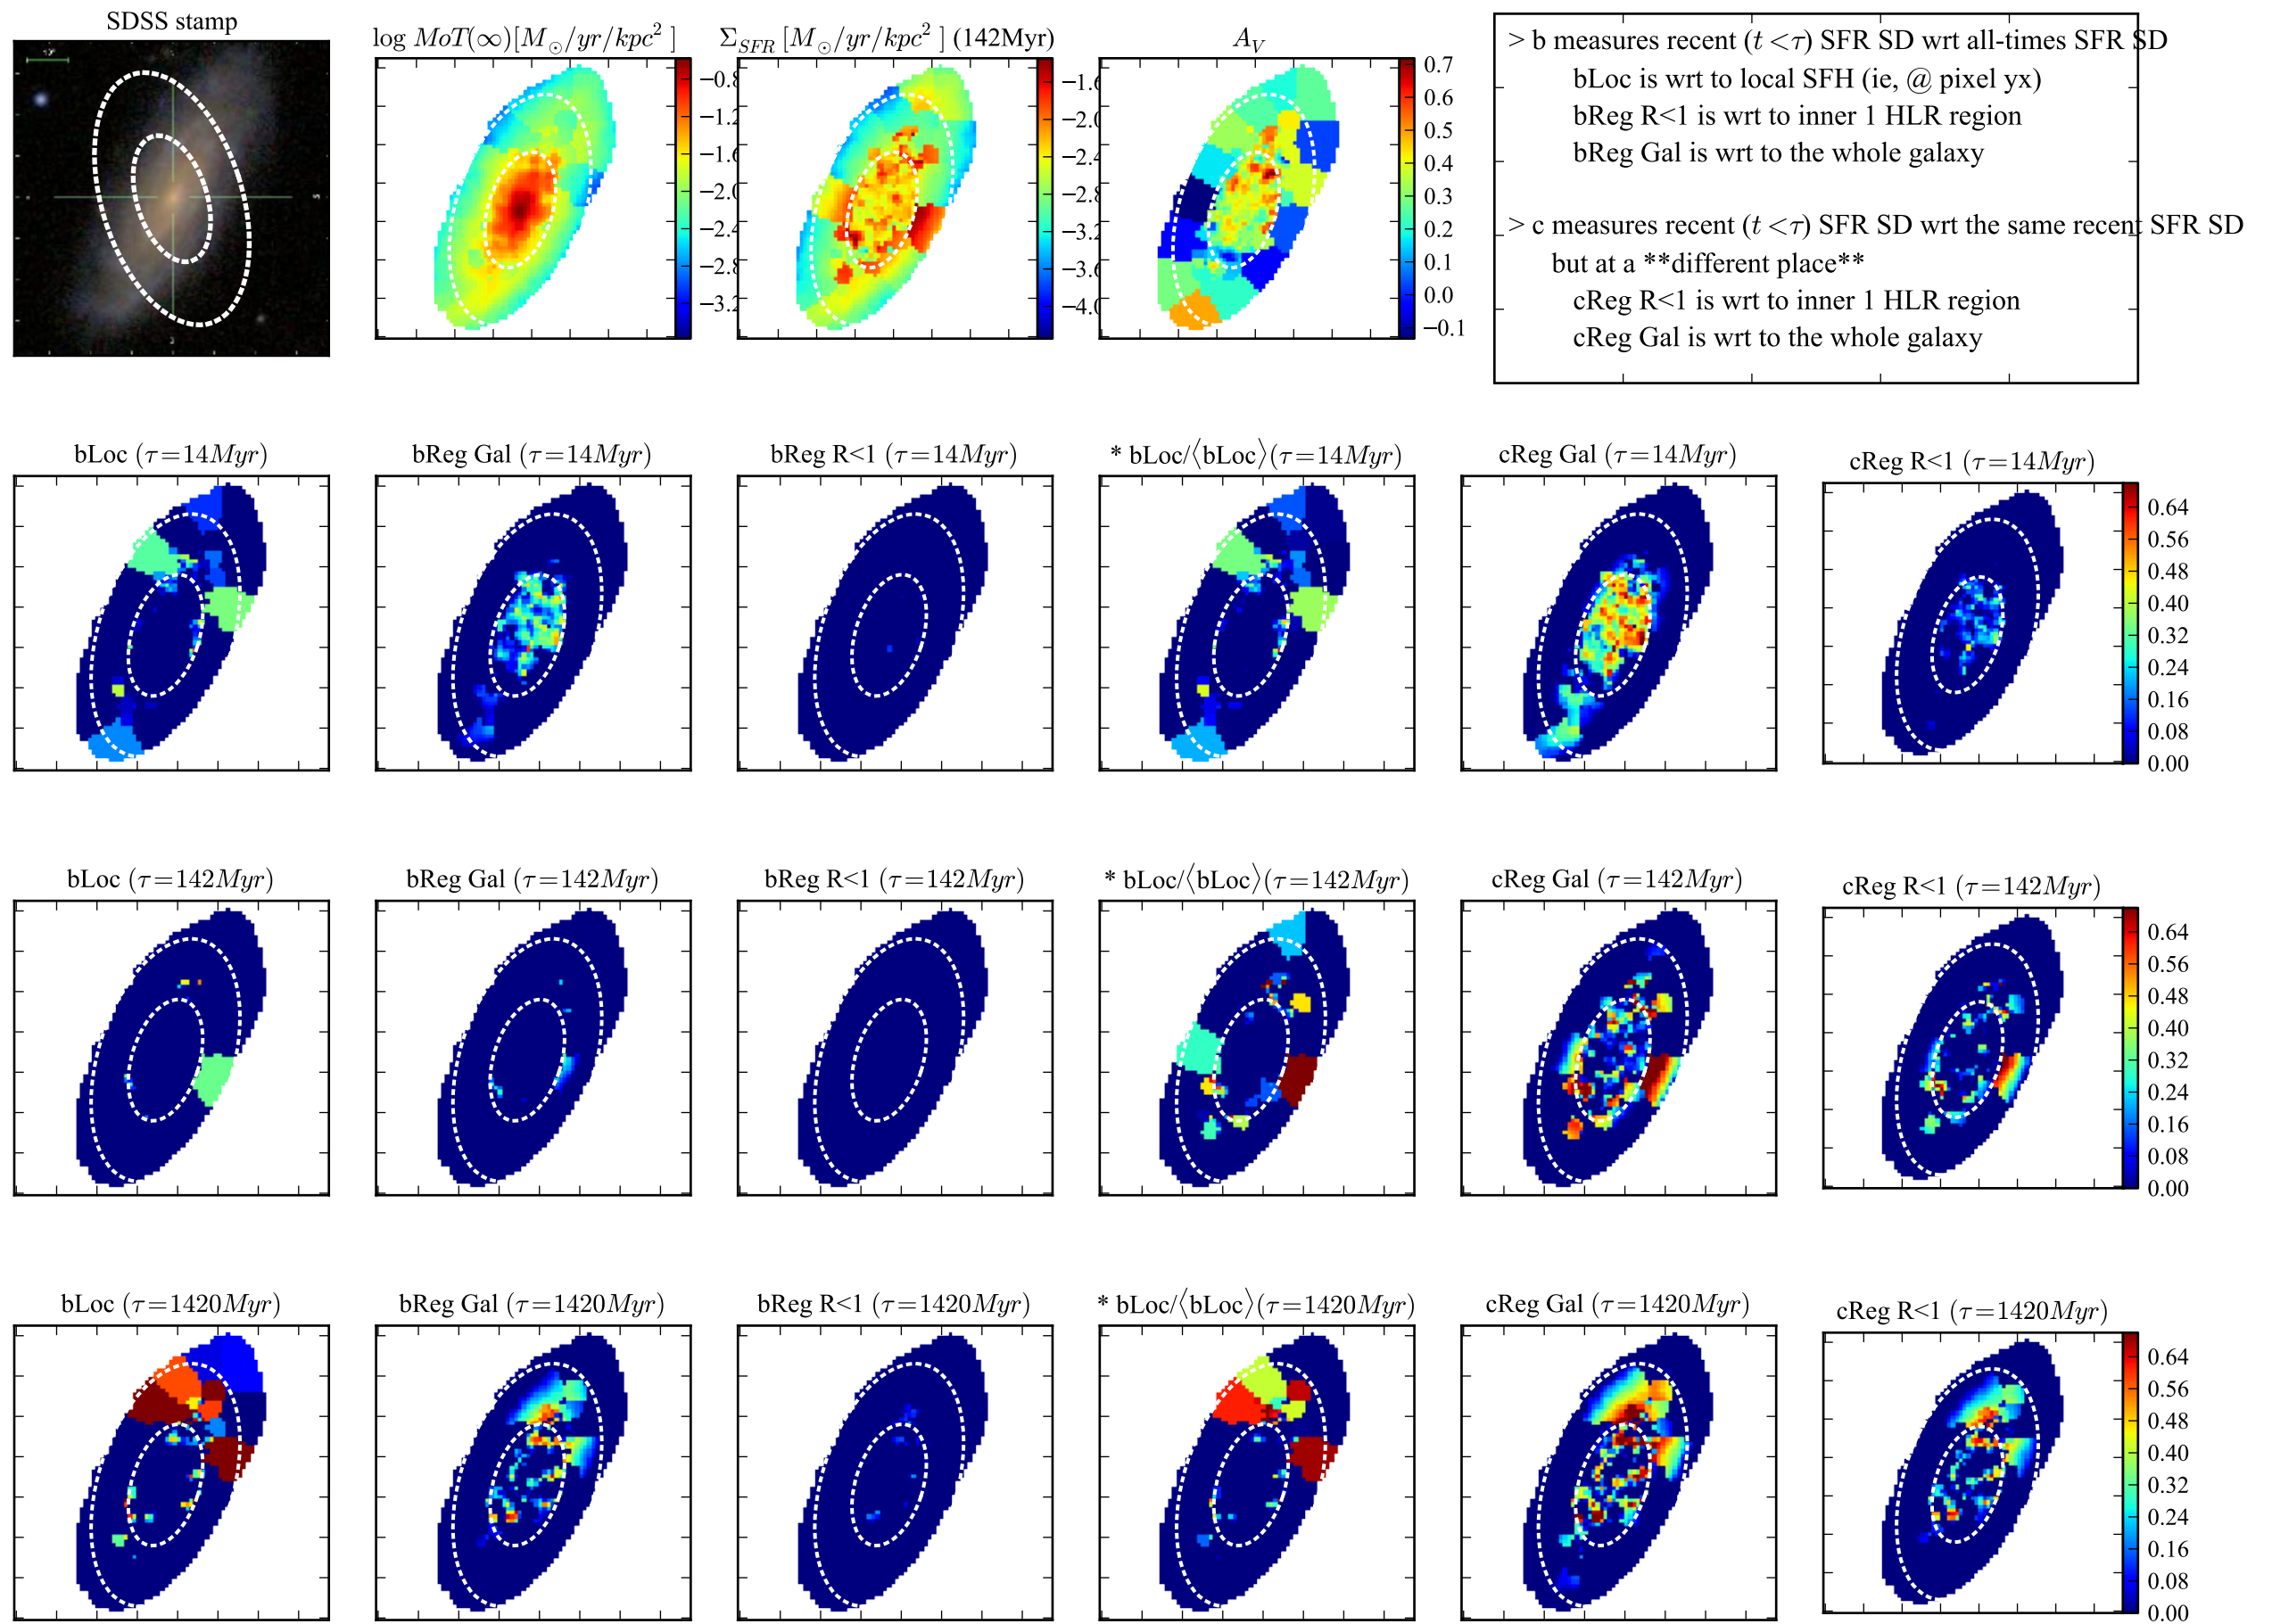 SDSS stamp
log MoT(∞)[M⊙/yr/kpc² ]
Σ_SFR [M⊙/yr/kpc² ] (142Myr)
A_V
−0.8
−1.2
−1.6
−2.0
−2.4
−2.8
−3.2
−1.6
−2.0
−2.4
−2.8
−3.2
−3.6
−4.0
0.7
0.6
0.5
0.4
0.3
0.2
0.1
0.0
−0.1
> b measures recent (t <τ) SFR SD wrt all-times SFR SD
bLoc is wrt to local SFH (ie, @ pixel yx)
bReg R<1 is wrt to inner 1 HLR region
bReg Gal is wrt to the whole galaxy
> c measures recent (t <τ) SFR SD wrt the same recent SFR SD
but at a **different place**
cReg R<1 is wrt to inner 1 HLR region
cReg Gal is wrt to the whole galaxy
bLoc (τ=14Myr)
bReg Gal (τ=14Myr)
bReg R<1 (τ=14Myr)
* bLoc/⟨bLoc⟩(τ=14Myr)
cReg Gal (τ=14Myr)
cReg R<1 (τ=14Myr)
0.64
0.56
0.48
0.40
0.32
0.24
0.16
0.08
0.00
bLoc (τ=142Myr)
bReg Gal (τ=142Myr)
bReg R<1 (τ=142Myr)
* bLoc/⟨bLoc⟩(τ=142Myr)
cReg Gal (τ=142Myr)
cReg R<1 (τ=142Myr)
0.64
0.56
0.48
0.40
0.32
0.24
0.16
0.08
0.00
bLoc (τ=1420Myr)
bReg Gal (τ=1420Myr)
bReg R<1 (τ=1420Myr)
* bLoc/⟨bLoc⟩(τ=1420Myr)
cReg Gal (τ=1420Myr)
cReg R<1 (τ=1420Myr)
0.64
0.56
0.48
0.40
0.32
0.24
0.16
0.08
0.00